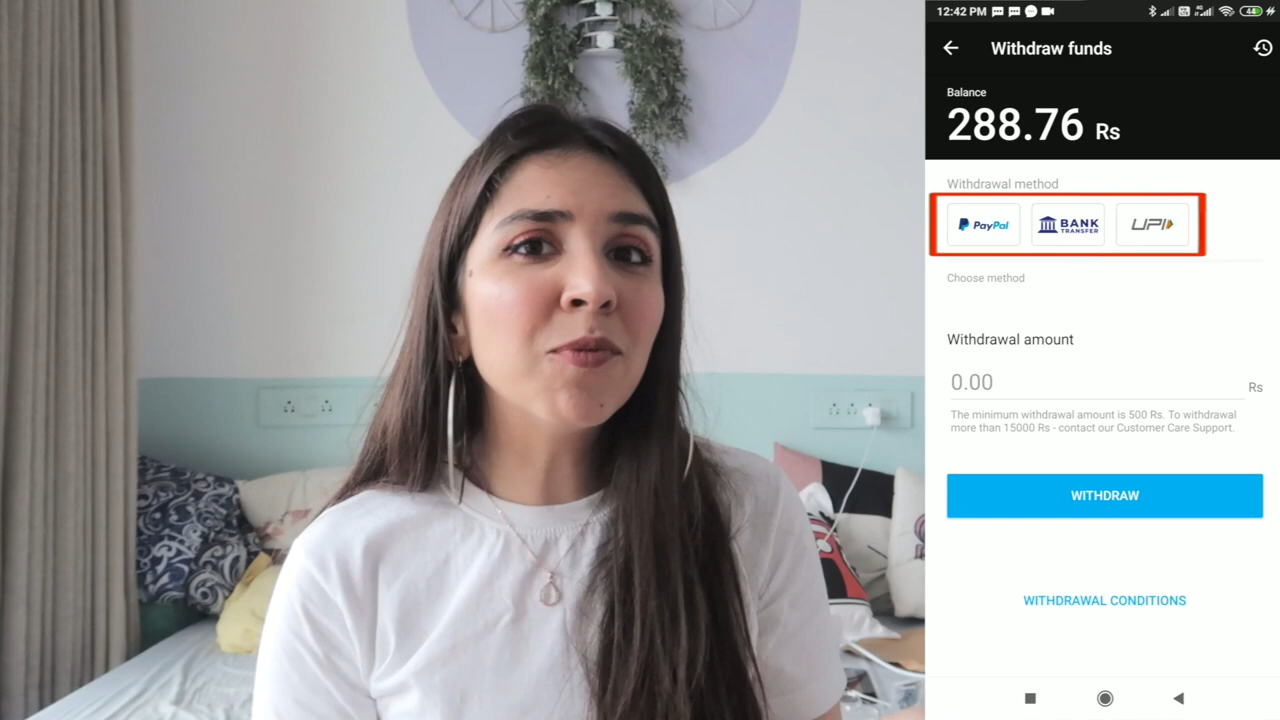 12:42 PM
44
Withdraw funds
Balance
288.76 Rs
Withdrawal method
PayPal
BANK
TRANSFER
UPI
Choose method
Withdrawal amount
0.00
Rs
The minimum withdrawal amount is 500 Rs. To withdrawal
more than 15000 Rs - contact our Customer Care Support.
WITHDRAW
WITHDRAWAL CONDITIONS